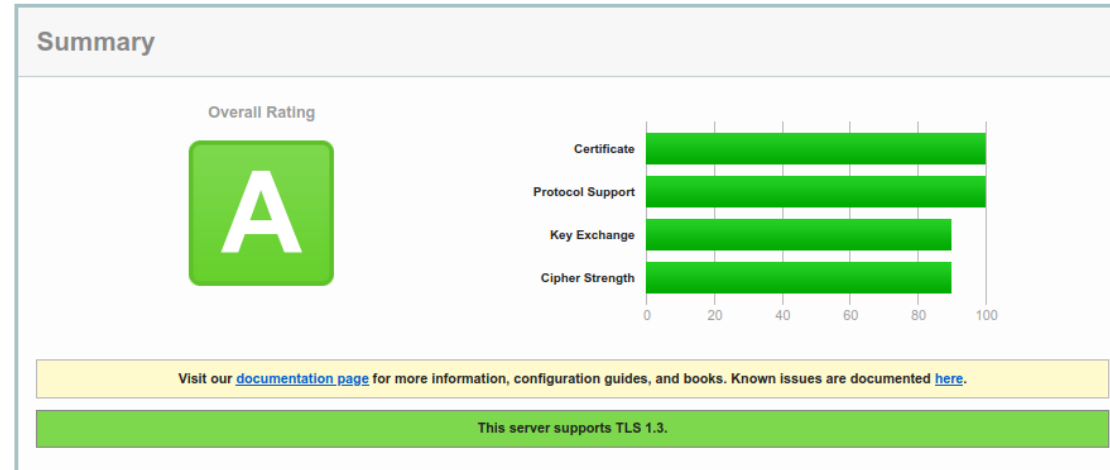 Summary
Overall Rating
A
Certificate
Protocol Support
Key Exchange
Cipher Strength
0 20 40 60 80 100
Visit our documentation page for more information, configuration guides, and books. Known issues are documented here.
This server supports TLS 1.3.